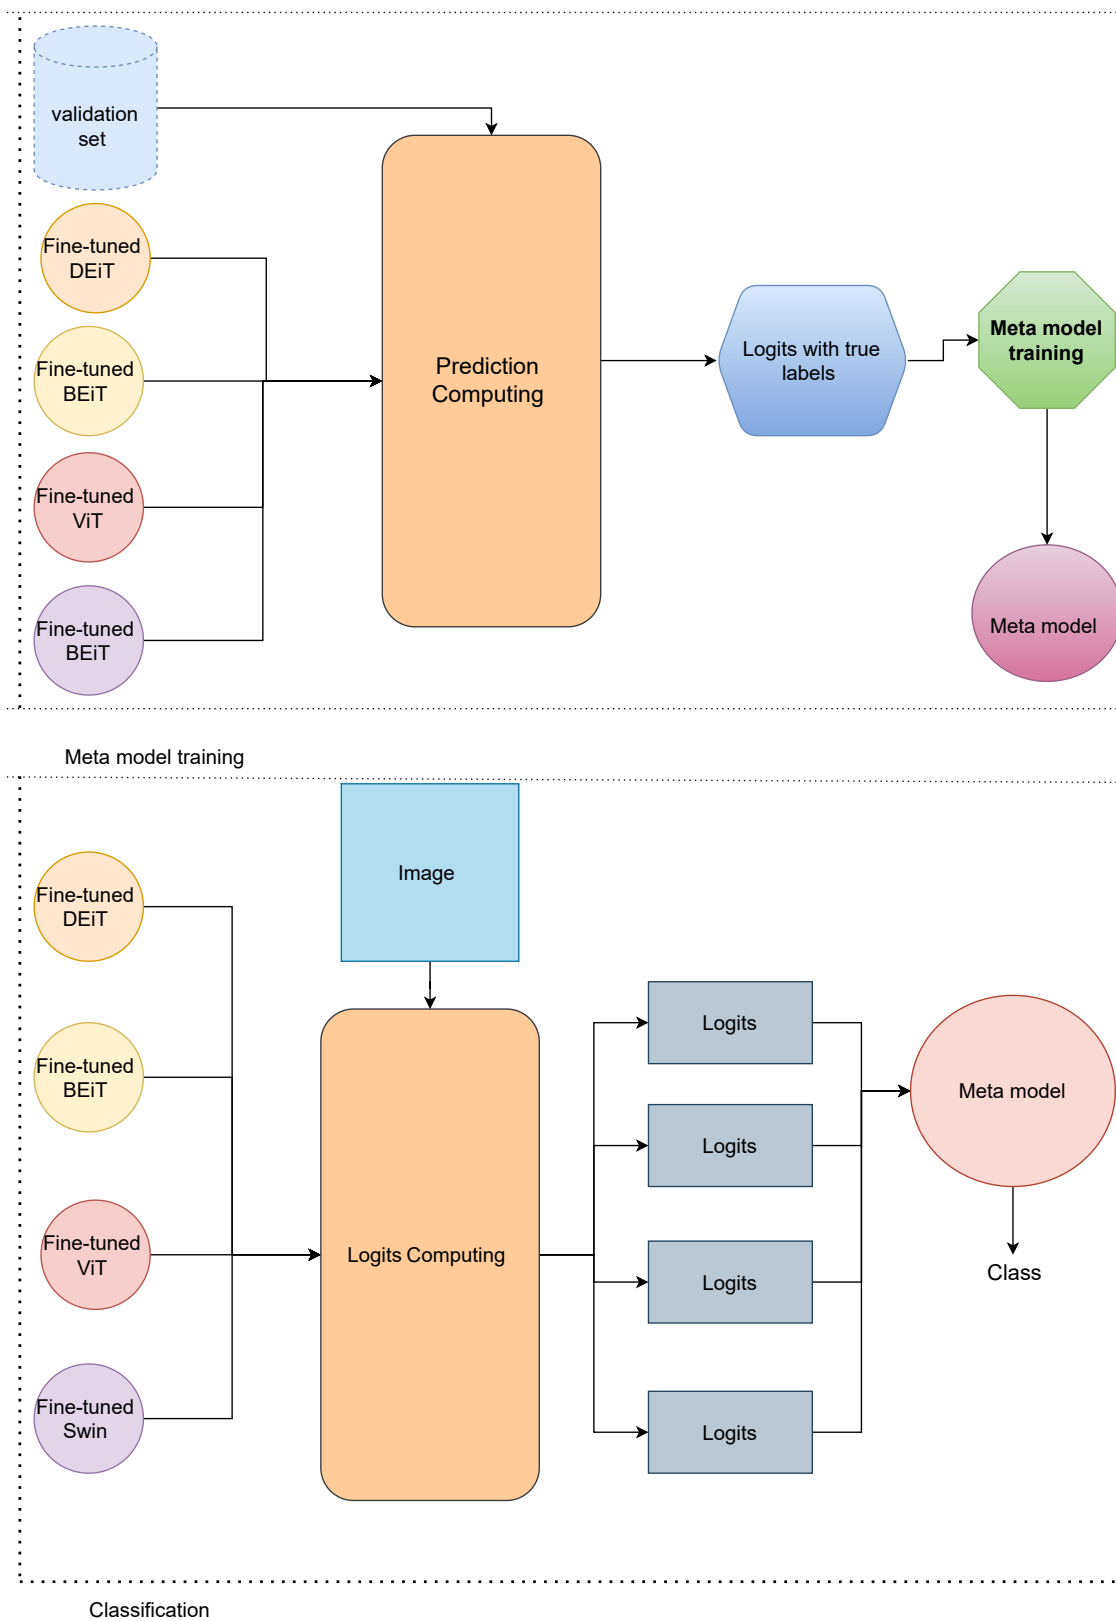 validation
set
Fine-tuned
DEiT
Fine-tuned
BEiT
Fine-tuned
ViT
Fine-tuned
BEiT
Prediction
Computing
Logits with true
labels
Meta model
training
Meta model
Meta model training
Image
Fine-tuned
DEiT
Fine-tuned
BEiT
Fine-tuned
ViT
Fine-tuned
Swin
Logits Computing
Logits
Logits
Logits
Logits
Meta model
Class
Classification